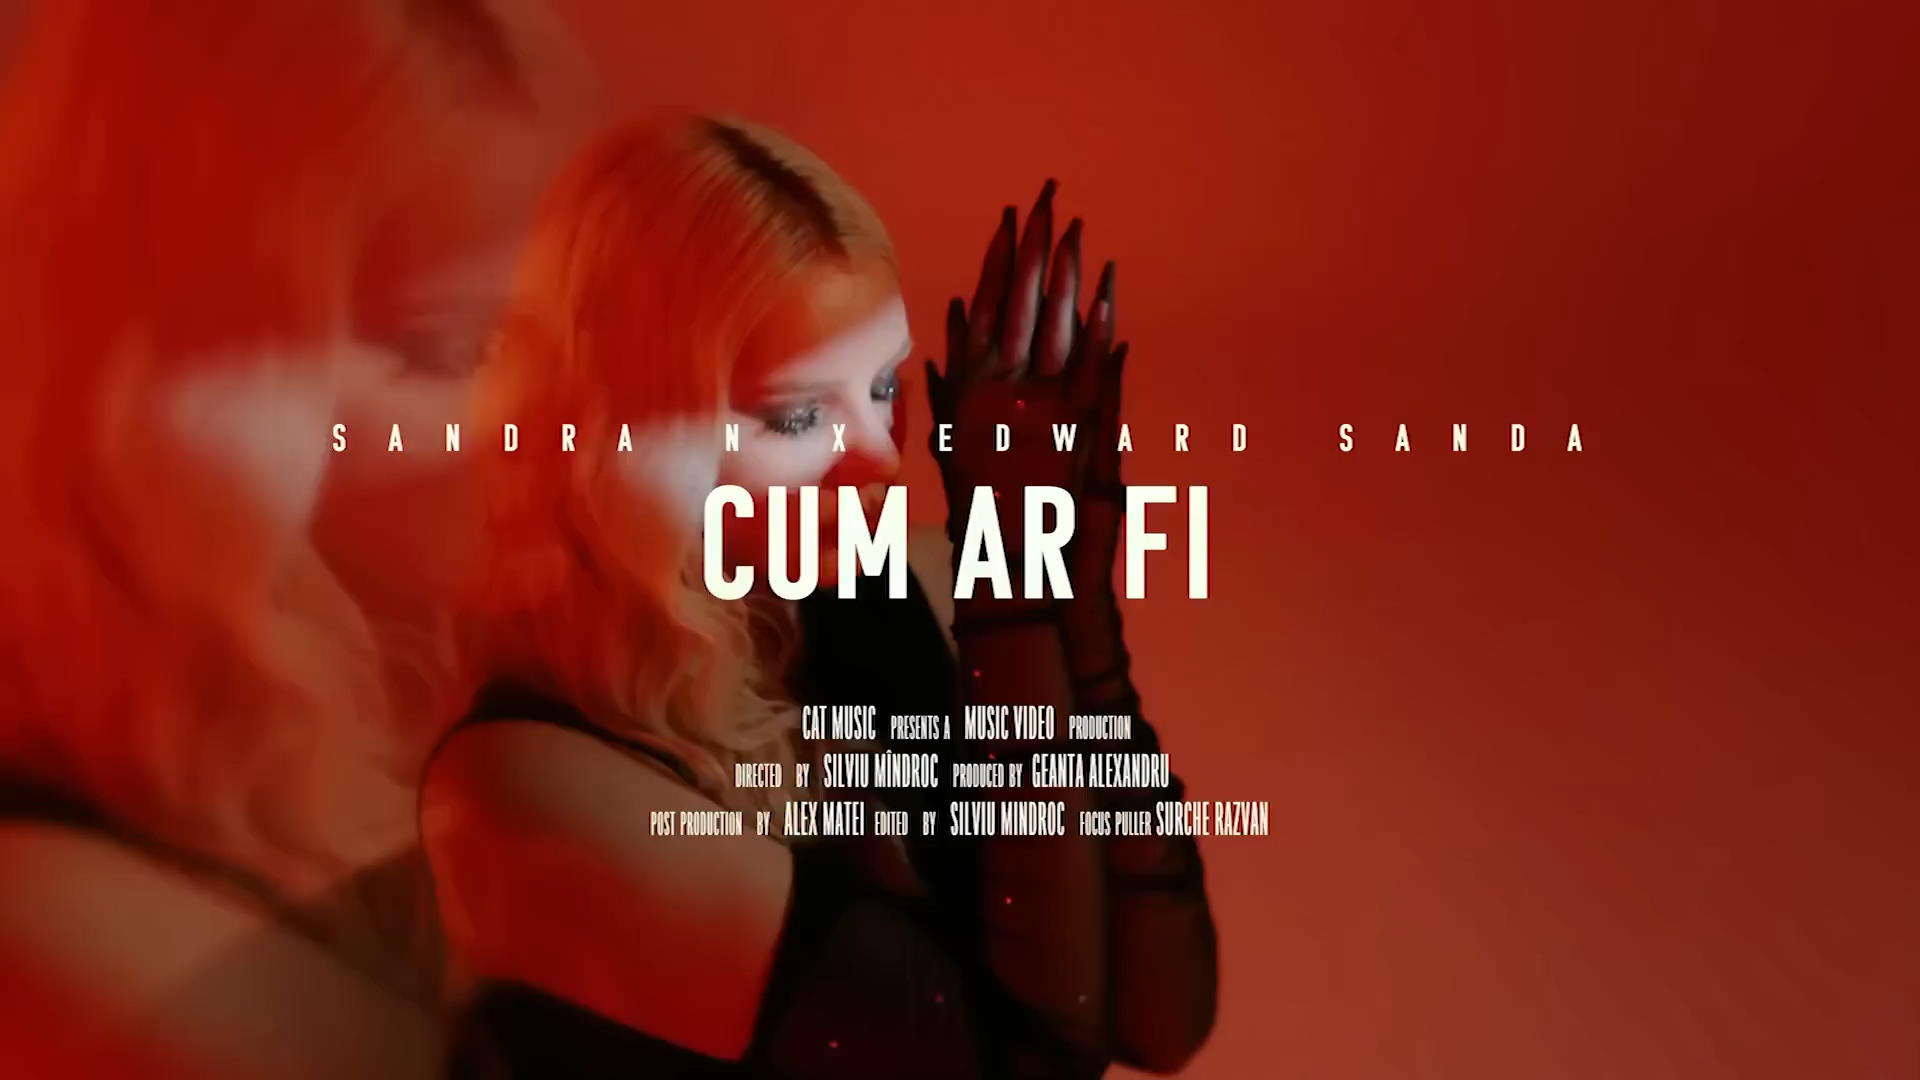 SANDRA N X EDWARD SANDA
CUM AR FI
CAT MUSIC PRESENTS A MUSIC VIDEO PRODUCTION
DIRECTED BY SILVIU MÎNDROC PRODUCED BY GEANTA ALEXANDRU
POST PRODUCTION BY ALEX MATEI EDITED BY SILVIU MINDROC FOCUS PULLER SURCHE RAZVAN